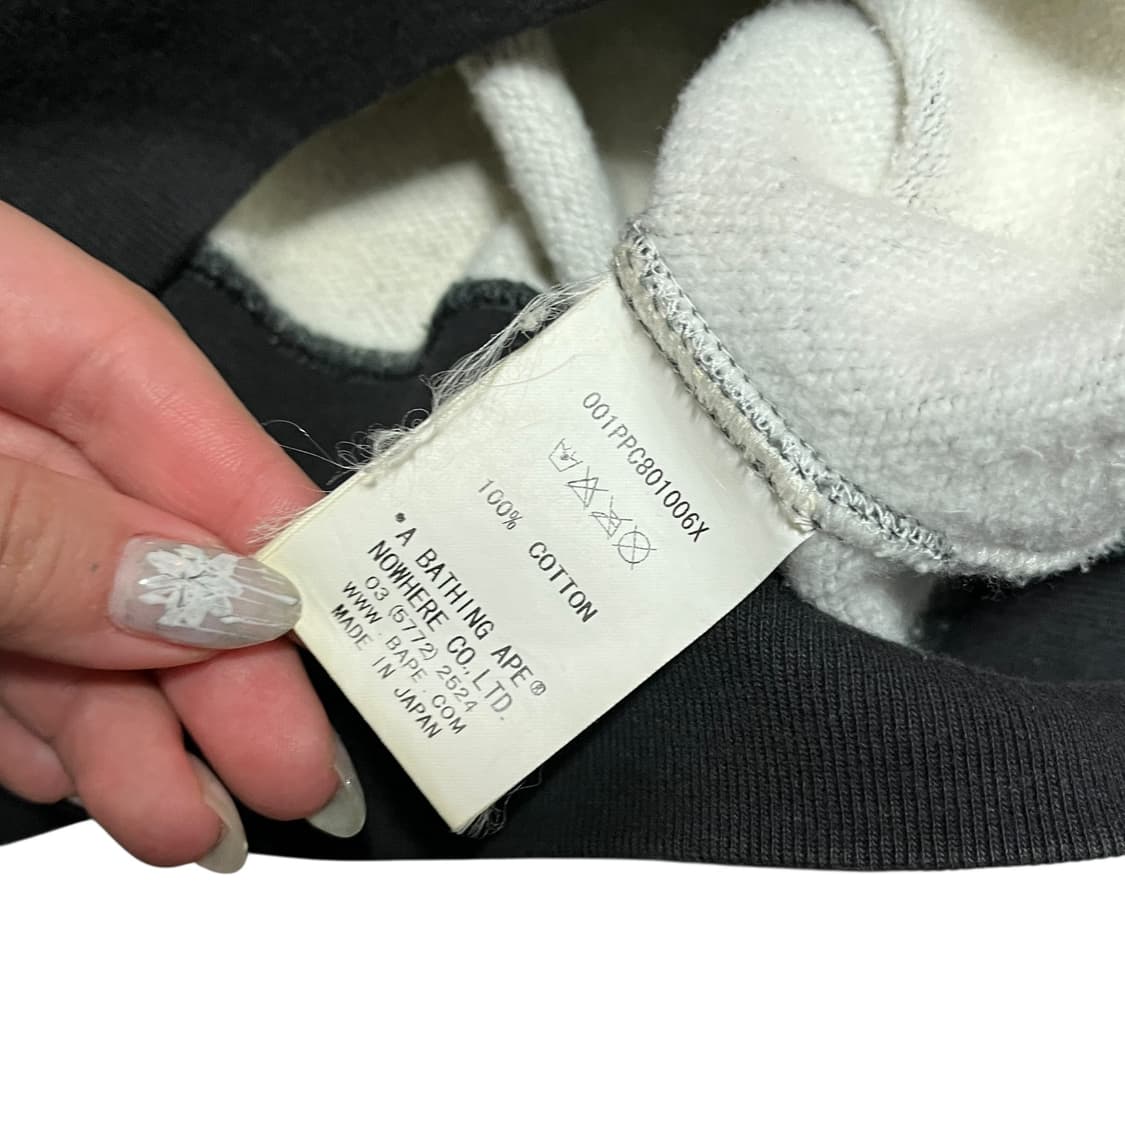 001PPC801006X
100% COTTON
*A BATHING APE®
NOWHERE CO., LTD.
03 (5772) 2524
WWW.BAPE.COM
MADE IN JAPAN